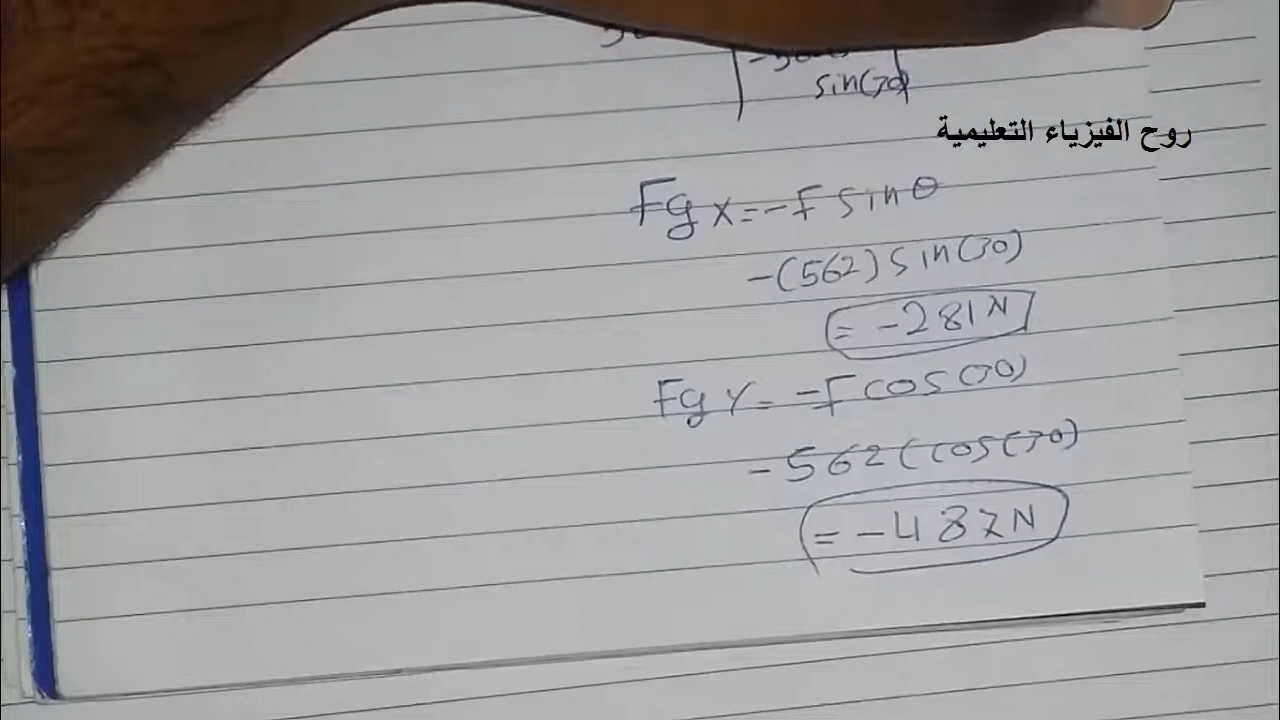 sin(30)
روح الفيزياء التعليمية
Fg x = -F sin θ
-(562) sin(30)
= -281 N
Fg y = -F cos(30)
-562 (cos(30)
= -487 N